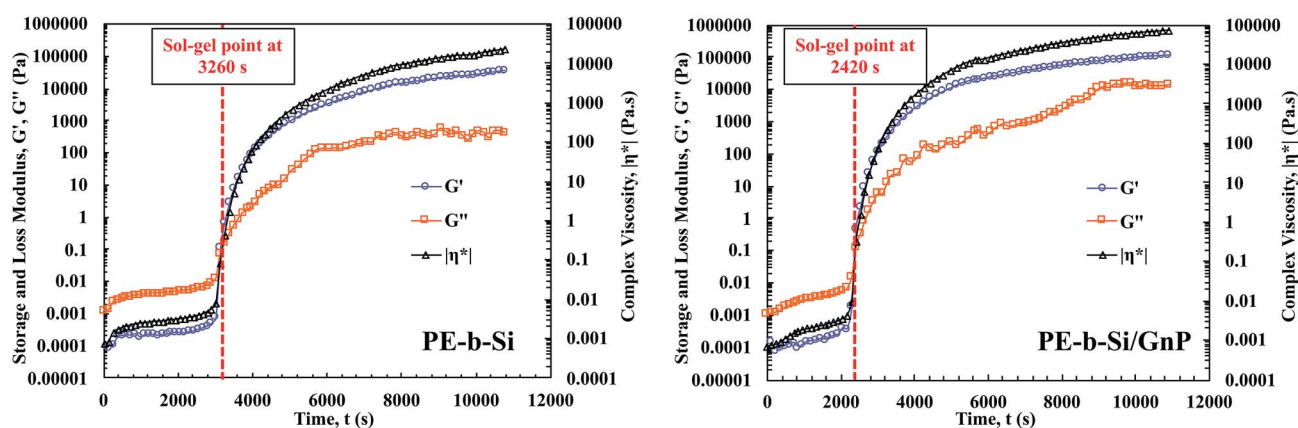 Storage and Loss Modulus, G', G" (Pa)
1000000
100000
10000
1000
100
10
1
0.1
0.01
0.001
0.0001
0.00001
Sol-gel point at
3260 s
G'
G"
|η*|
PE-b-Si
0 2000 4000 6000 8000 10000 12000
Time, t (s)
100000
10000
1000
100
10
1
0.1
0.01
0.001
0.0001
Complex Viscosity, |η*| (Pa.s)
Storage and Loss Modulus, G', G" (Pa)
1000000
100000
10000
1000
100
10
1
0.1
0.01
0.001
0.0001
0.00001
Sol-gel point at
2420 s
G'
G"
|η*|
PE-b-Si/GnP
0 2000 4000 6000 8000 10000 12000
Time, t (s)
100000
10000
1000
100
10
1
0.1
0.01
0.001
0.0001
Complex Viscosity, |η*| (Pa.s)